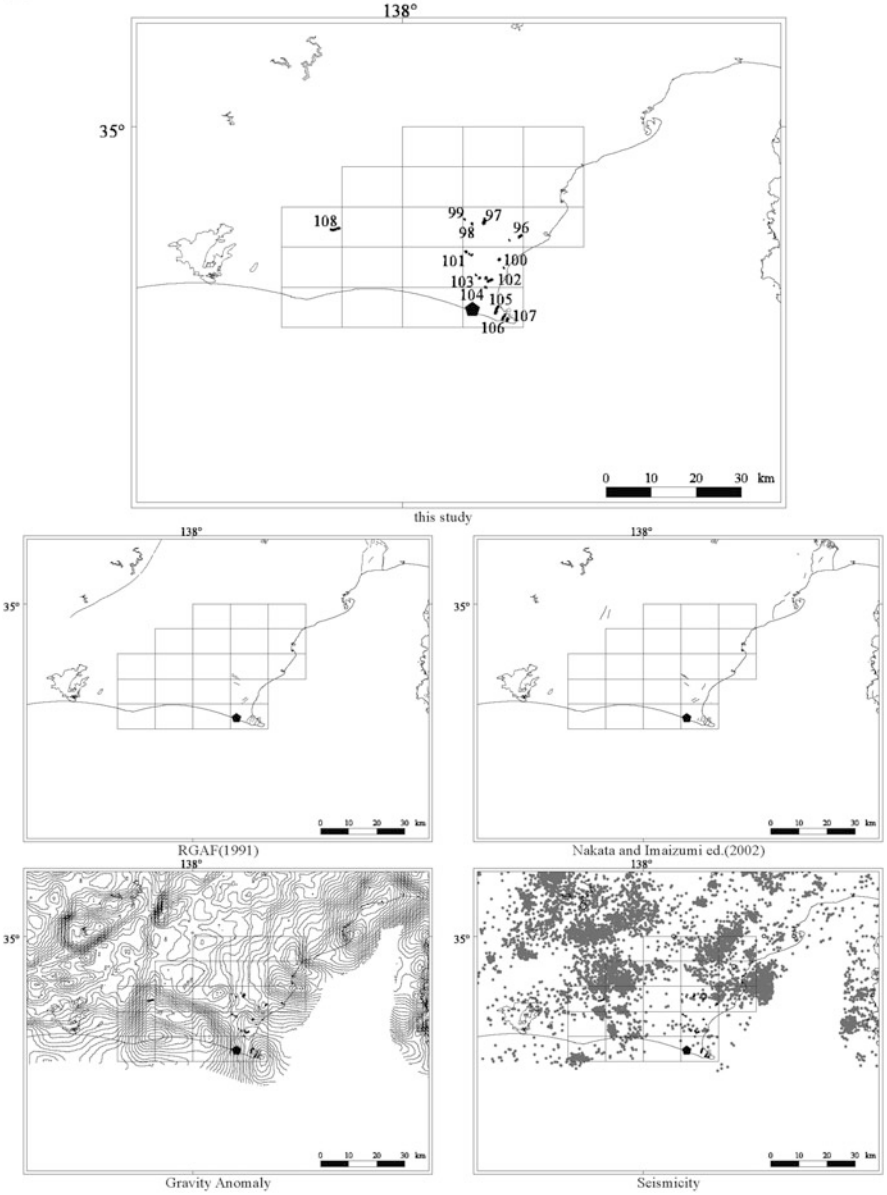 138°
35°
108
99
97
98
96
101
100
103
102
104
105
107
106
0 10 20 30 km
this study
138°
138°
35°
35°
0 10 20 30 km
0 10 20 30 km
RGAF(1991)
Nakata and Imaizumi ed.(2002)
138°
138°
35°
35°
0 10 20 30 km
0 10 20 30 km
Gravity Anomaly
Seismicity